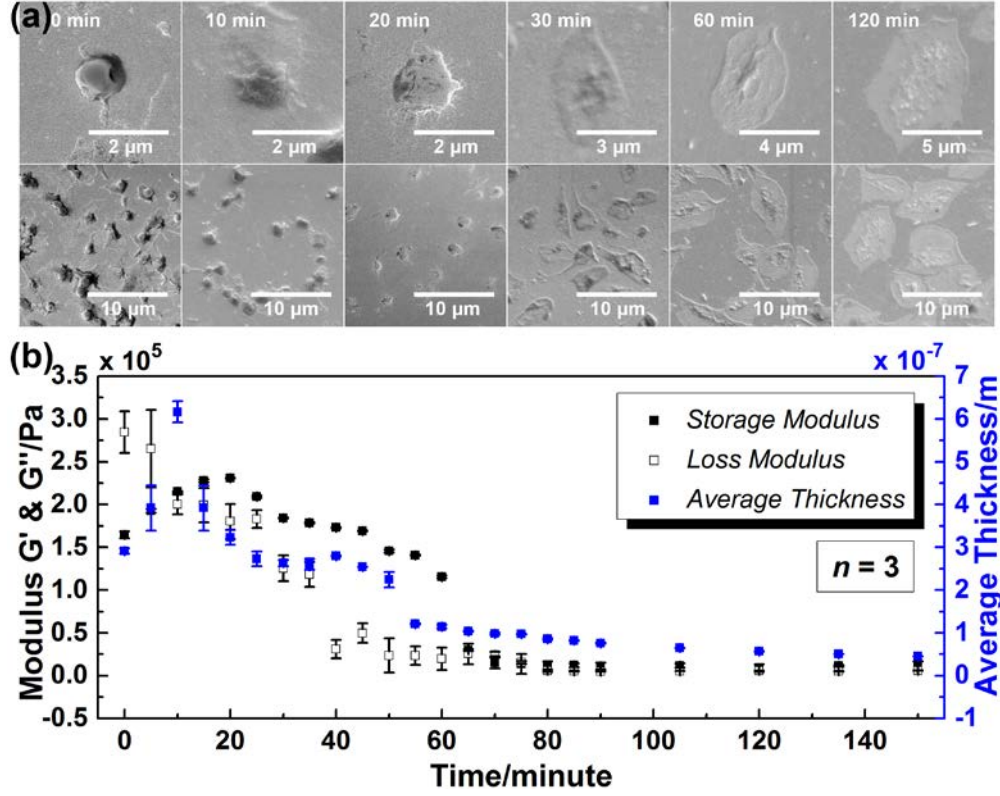 (a) 0 min 10 min 20 min 30 min 60 min 120 min
2 μm 2 μm 2 μm 3 μm 4 μm 5 μm
10 μm 10 μm 10 μm 10 μm 10 μm 10 μm
(b) x 10^5 x 10^-7
Modulus G' & G''/Pa
3.5
3.0
2.5
2.0
1.5
1.0
0.5
0.0
-0.5
Storage Modulus
Loss Modulus
Average Thickness
n = 3
7
6
5
4
3
2
1
0
-1
Average Thickness/m
0 20 40 60 80 100 120 140
Time/minute